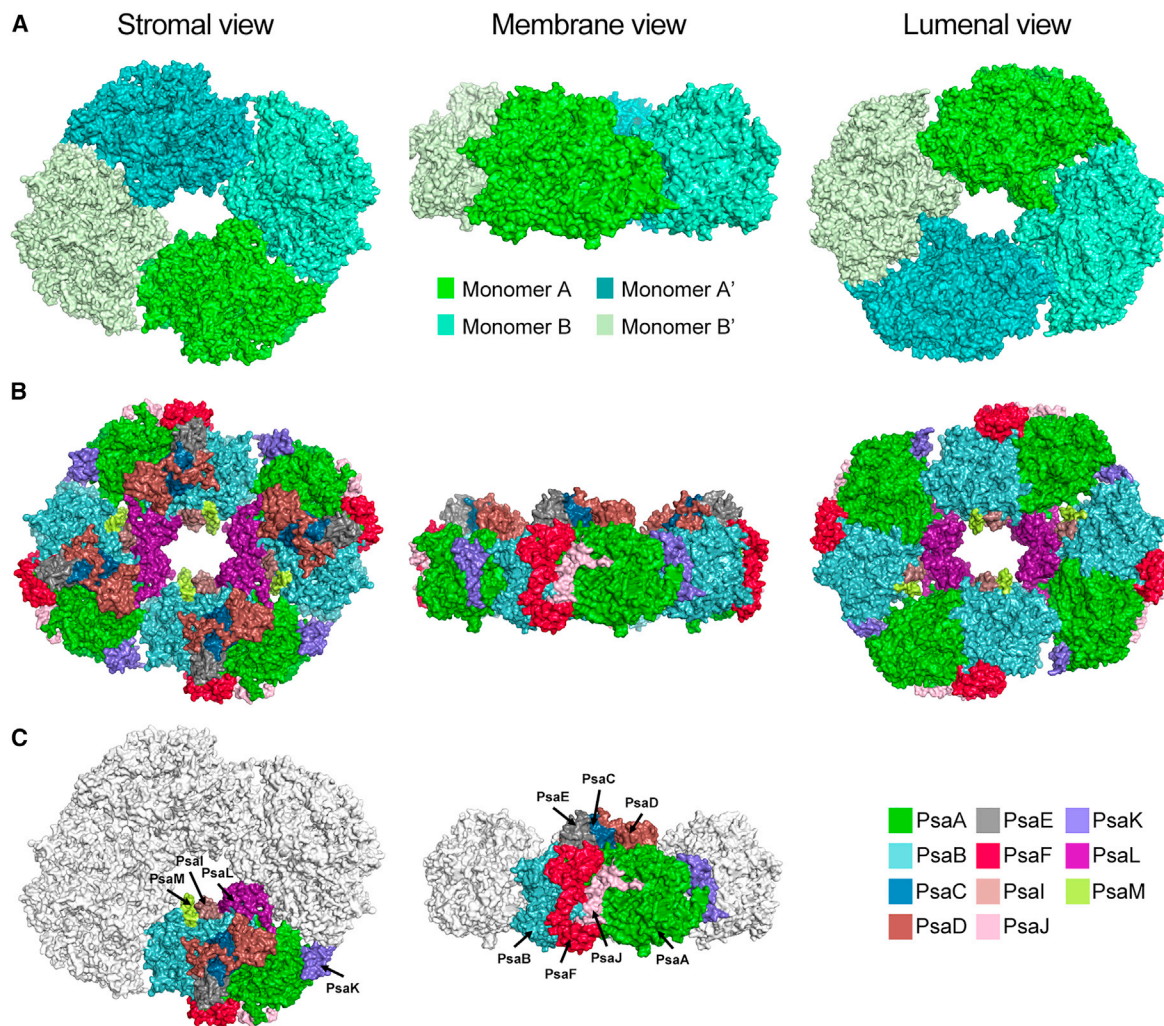 A
Stromal view
Membrane view
Lumenal view
Monomer A
Monomer A’
Monomer B
Monomer B’
B
C
PsaI
PsaM
PsaL
PsaK
PsaC
PsaE
PsaD
PsaB
PsaF
PsaJ
PsaA
PsaA
PsaE
PsaK
PsaB
PsaF
PsaL
PsaC
PsaI
PsaM
PsaD
PsaJ